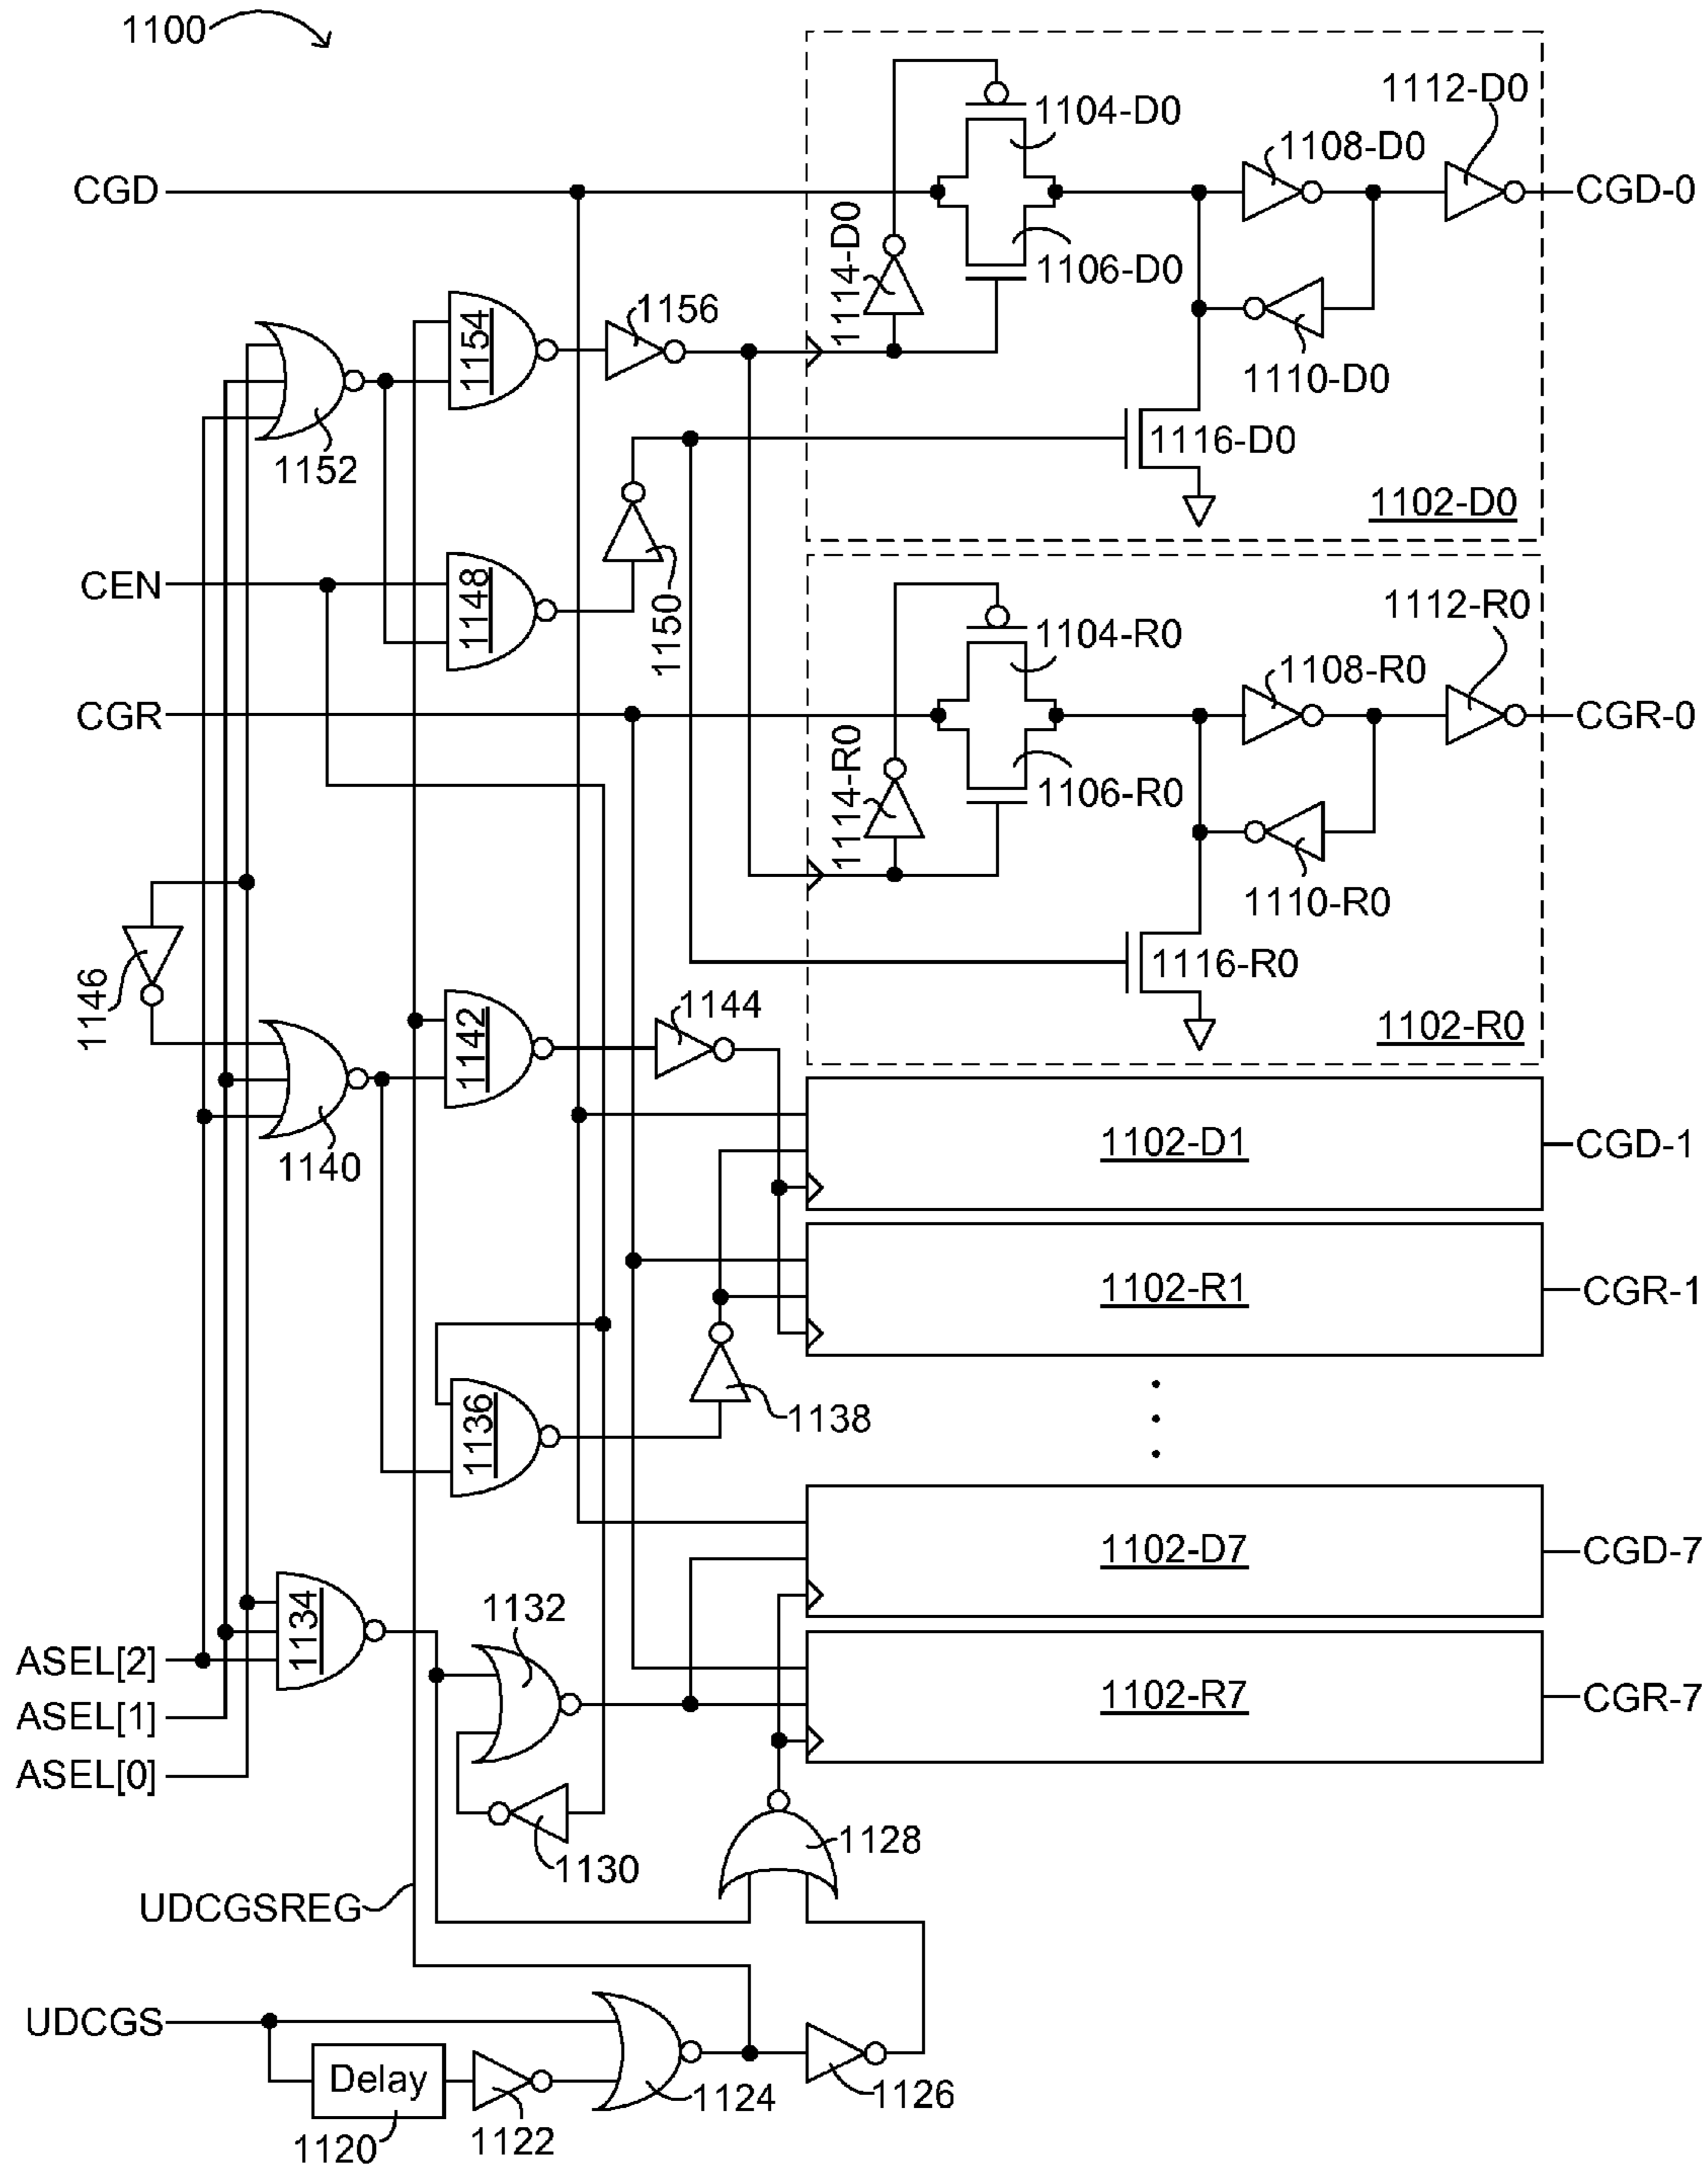 1100
1112-D0
1104-D0
1108-D0
CGD
CGD-0
1114-D0
1106-D0
1156
1154
1110-D0
1152
1116-D0
1102-D0
CEN
1148
1150
1112-R0
1104-R0
1108-R0
CGR
CGR-0
1114-R0
1106-R0
1110-R0
1146
1116-R0
1144
1142
1102-R0
1102-D1
CGD-1
1140
1102-R1
CGR-1
1136
1138
1102-D7
CGD-7
1134
1132
ASEL[2]
1102-R7
CGR-7
ASEL[1]
ASEL[0]
1128
1130
UDCGSREG
UDCGS
Delay
1126
1124
1122
1120